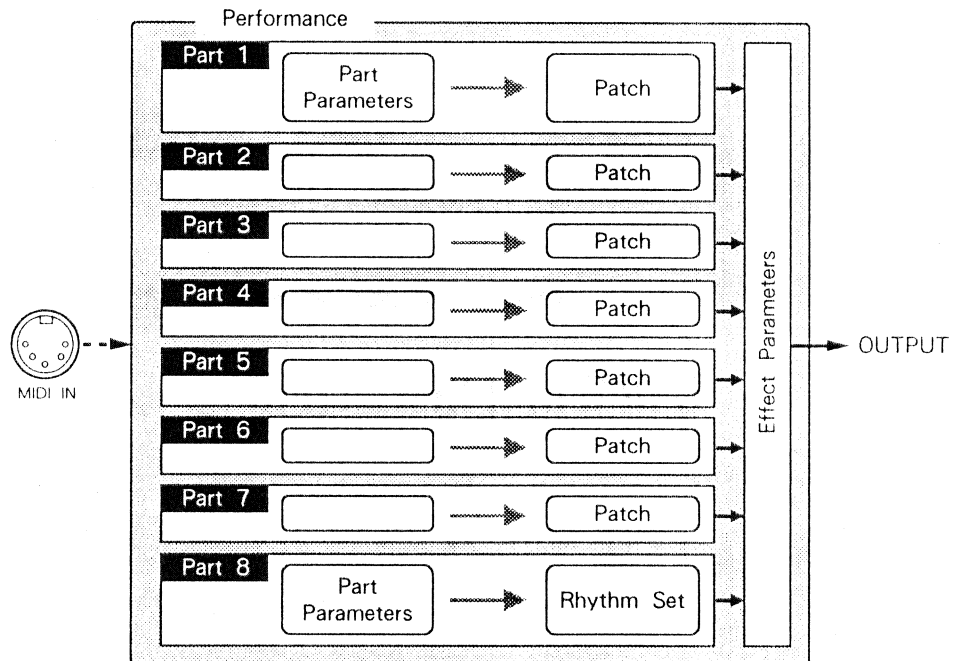 Performance
Part 1
Part
Parameters
Patch
Part 2
Patch
Part 3
Patch
Part 4
Patch
Part 5
Patch
Part 6
Patch
Part 7
Patch
Part 8
Part
Parameters
Rhythm Set
Effect Parameters
MIDI IN
OUTPUT